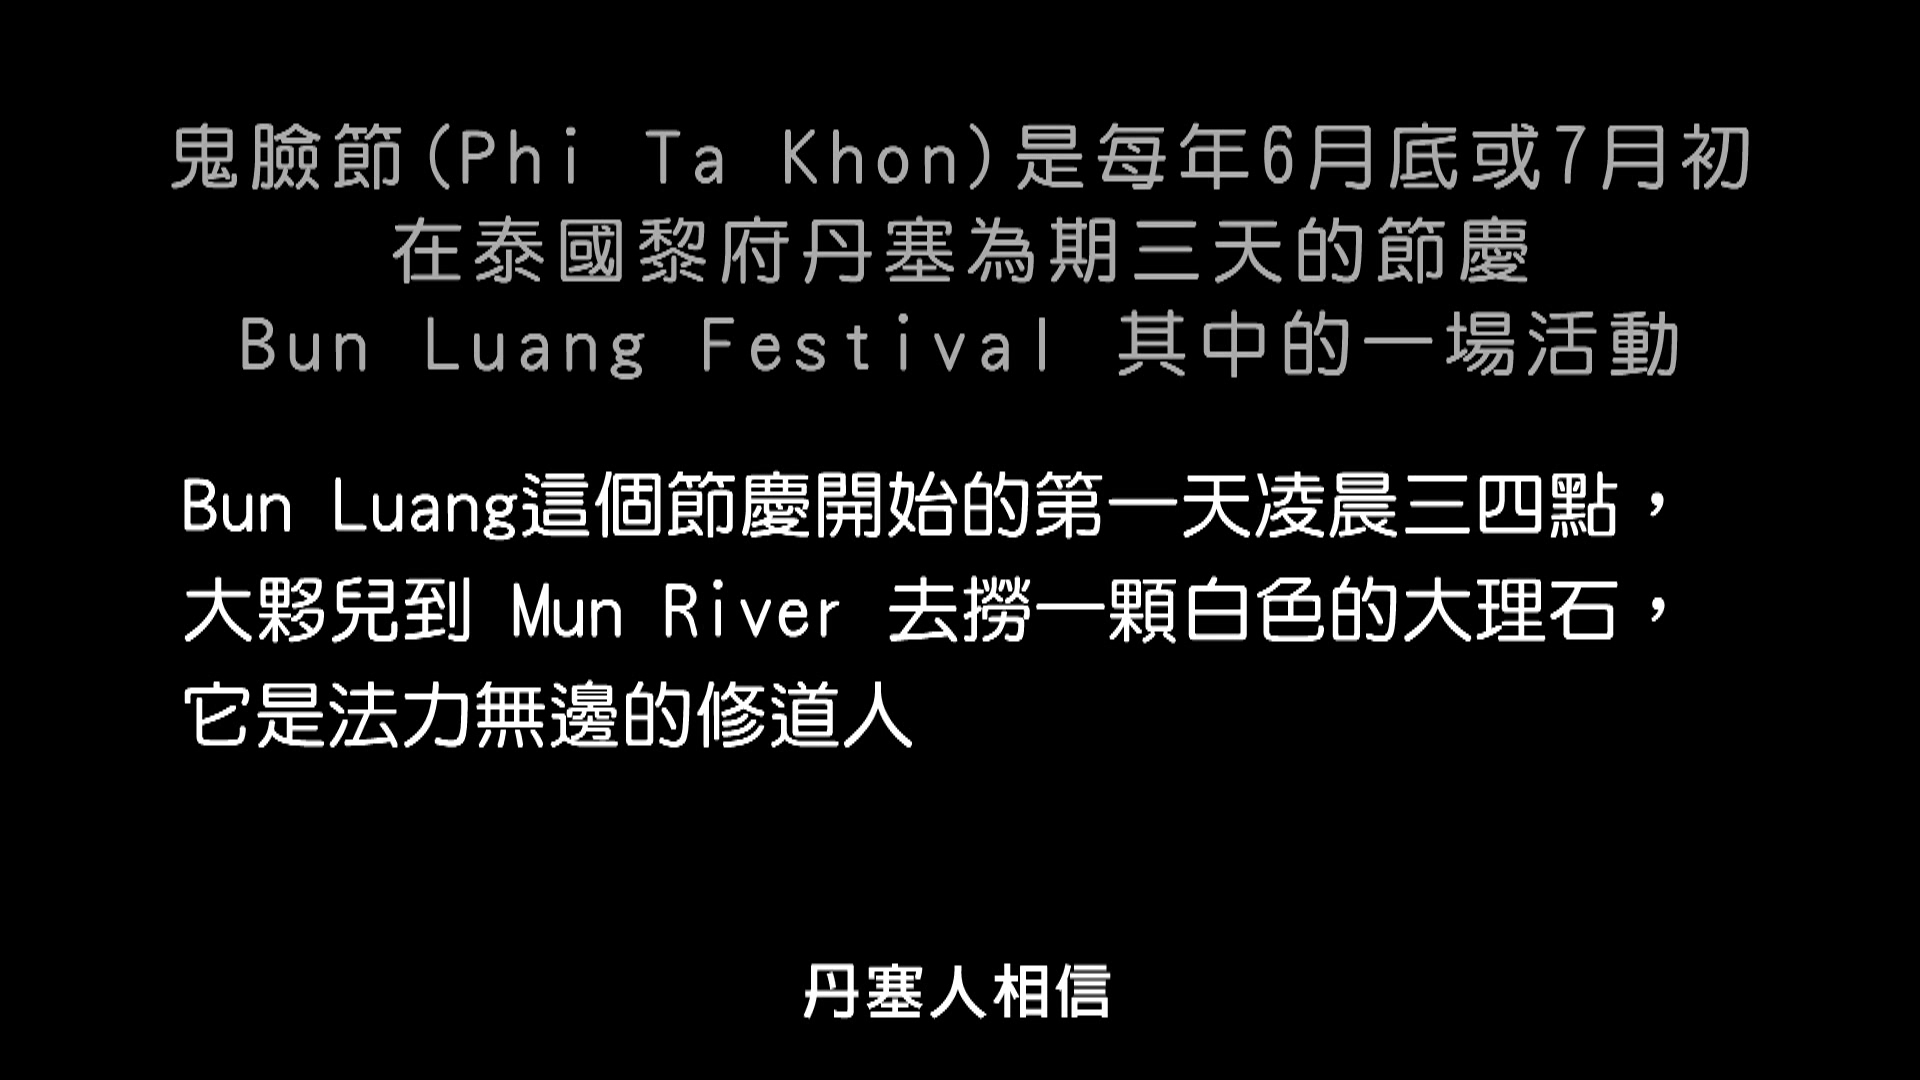 鬼臉節(Phi Ta Khon)是每年6月底或7月初
在泰國黎府丹塞為期三天的節慶
Bun Luang Festival 其中的一場活動
Bun Luang這個節慶開始的第一天凌晨三四點，
大夥兒到 Mun River 去撈一顆白色的大理石，
它是法力無邊的修道人
丹塞人相信